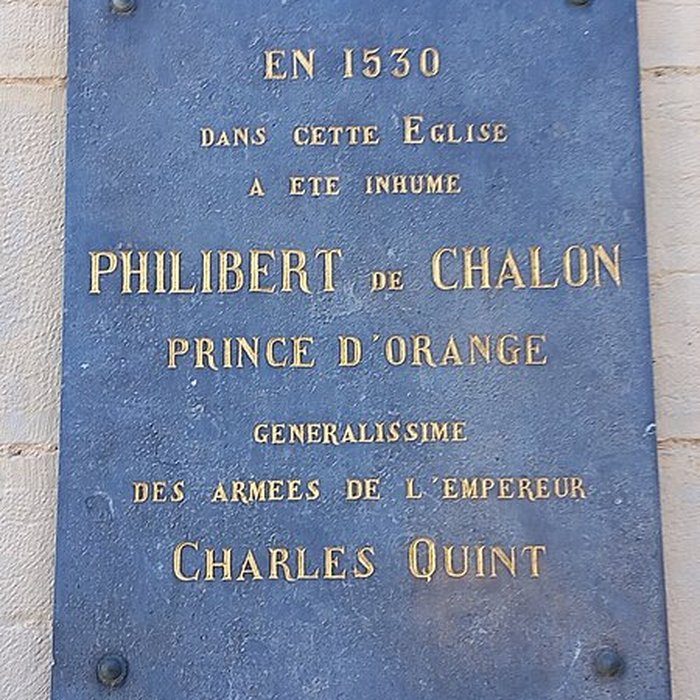 EN 1530
DANS CETTE EGLISE
A ETE INHUME
PHILIBERT DE CHALON
PRINCE D'ORANGE
GENERALISSIME
DES ARMEES DE L'EMPEREUR
CHARLES QUINT